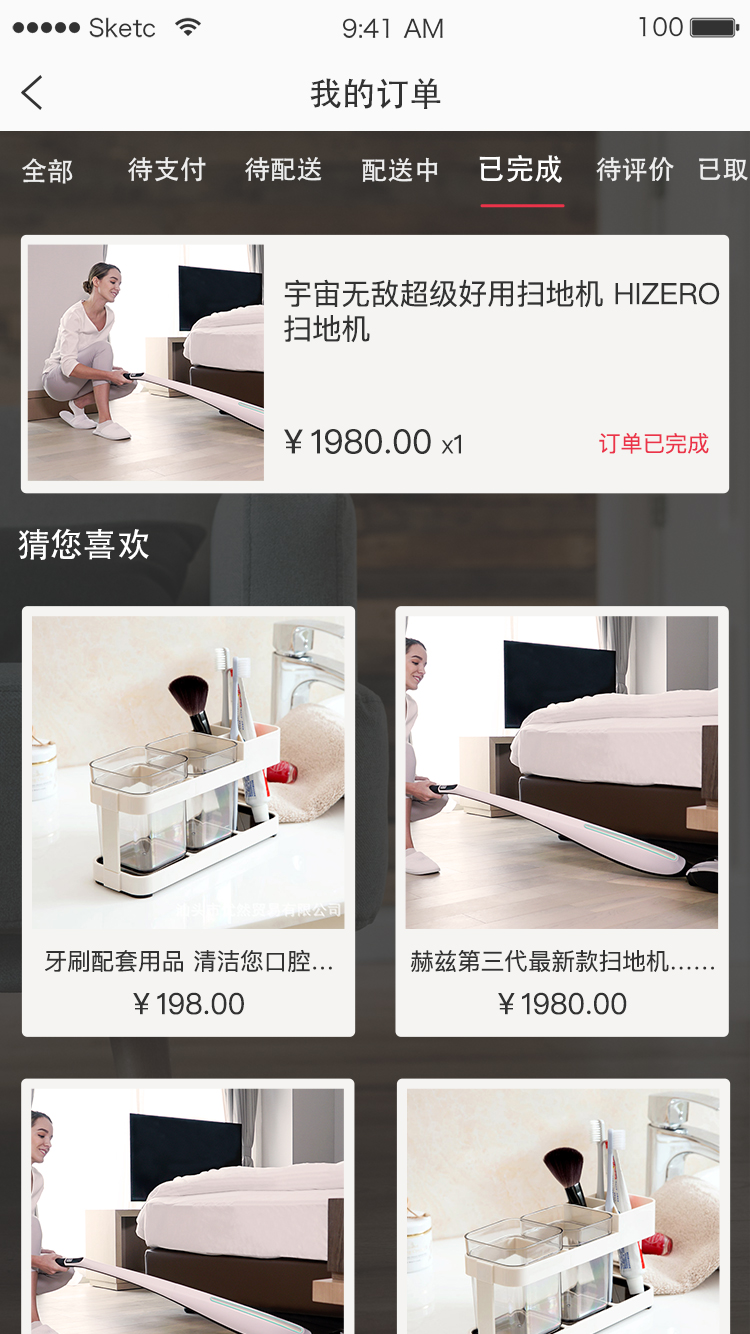 Sketc
9:41 AM
100
我的订单
全部
待支付
待配送
配送中
已完成
待评价
已取
宇宙无敌超级好用扫地机 HIZERO
扫地机
¥ 1980.00 x1
订单已完成
猜您喜欢
牙刷配套用品 清洁您口腔...
¥ 198.00
赫兹第三代最新款扫地机......
¥ 1980.00